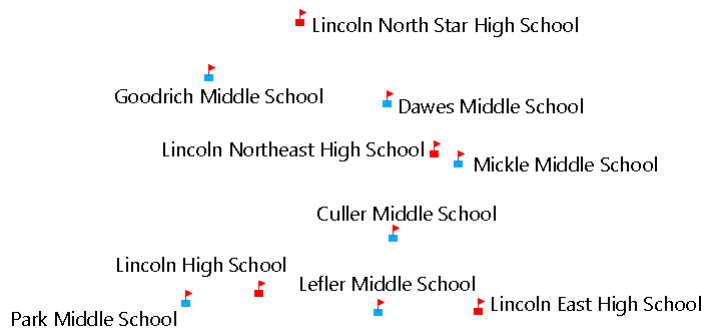 Lincoln North Star High School
Goodrich Middle School
Dawes Middle School
Lincoln Northeast High School
Mickle Middle School
Culler Middle School
Lincoln High School
Lefler Middle School
Lincoln East High School
Park Middle School